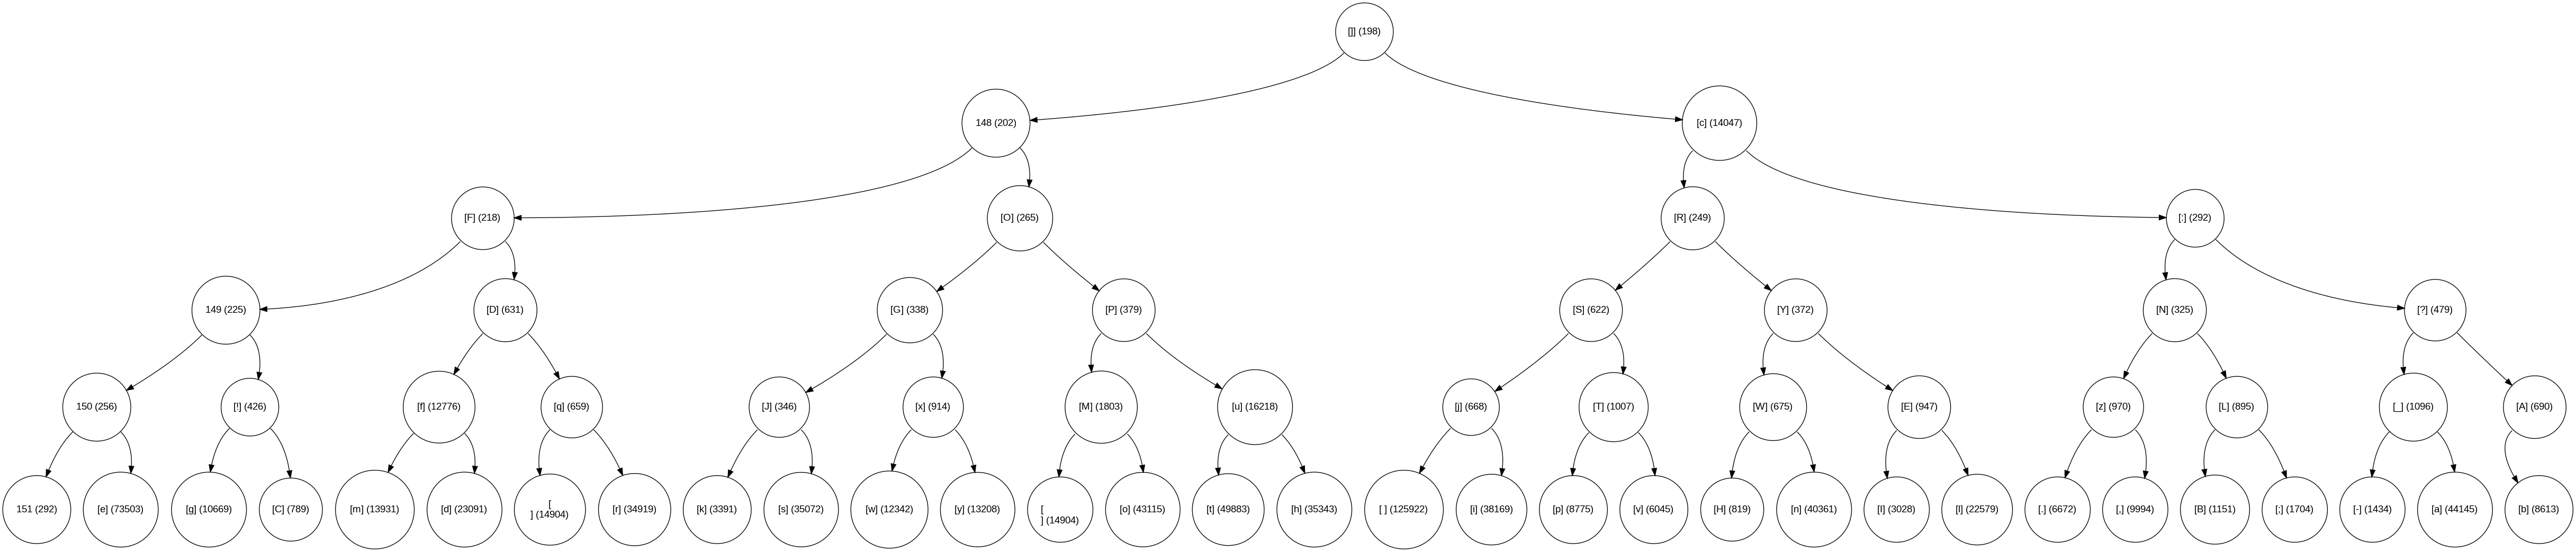 []] (198)
148 (202)
[c] (14047)
[F] (218)
[O] (265)
[R] (249)
[:] (292)
149 (225)
[D] (631)
[G] (338)
[P] (379)
[S] (622)
[Y] (372)
[N] (325)
[?] (479)
150 (256)
[!] (426)
[f] (12776)
[q] (659)
[J] (346)
[x] (914)
[M] (1803)
[u] (16218)
[j] (668)
[T] (1007)
[W] (675)
[E] (947)
[z] (970)
[L] (895)
[_] (1096)
[A] (690)
151 (292)
[e] (73503)
[g] (10669)
[C] (789)
[m] (13931)
[d] (23091)
[
] (14904)
[r] (34919)
[k] (3391)
[s] (35072)
[w] (12342)
[y] (13208)
[
] (14904)
[o] (43115)
[t] (49883)
[h] (35343)
[ ] (125922)
[i] (38169)
[p] (8775)
[v] (6045)
[H] (819)
[n] (40361)
[I] (3028)
[l] (22579)
[.] (6672)
[,] (9994)
[B] (1151)
[;] (1704)
[-] (1434)
[a] (44145)
[b] (8613)